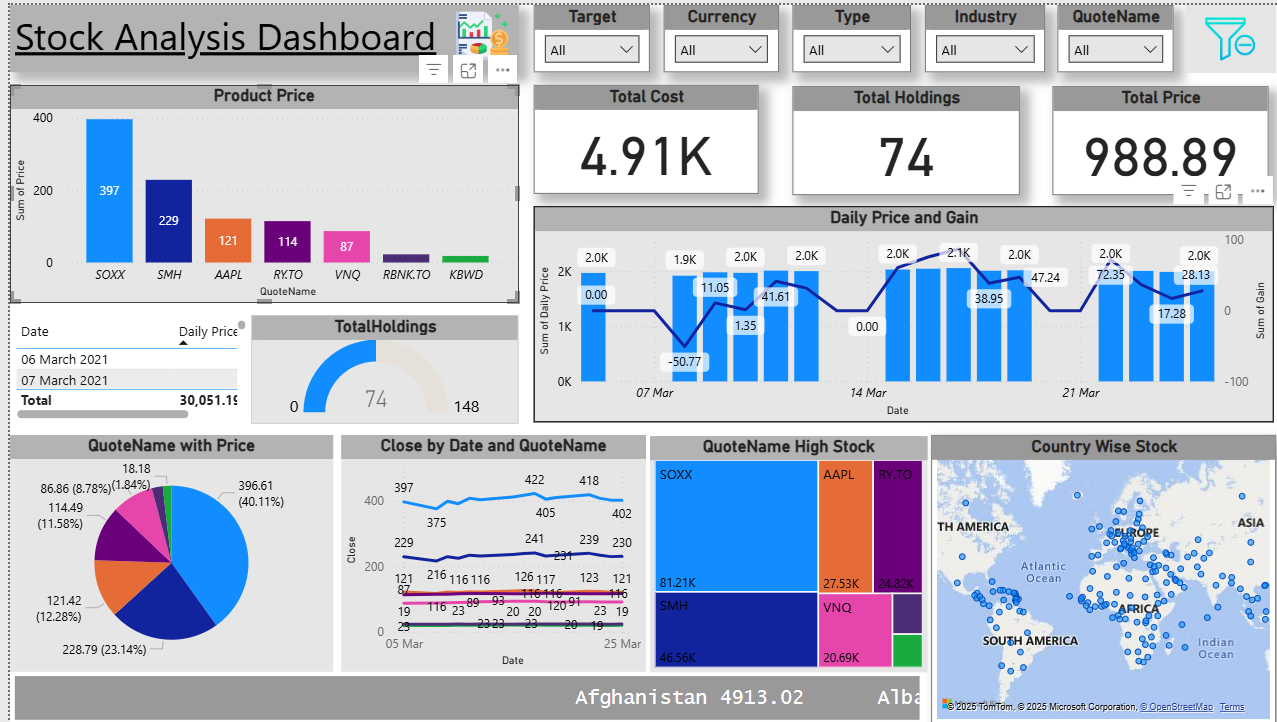 Stock Analysis Dashboard
Target
All
Currency
All
Type
All
Industry
All
QuoteName
All
Product Price
Sum of Price
400
200
0
397
229
121
114
87
SOXX SMH AAPL RY.TO VNQ RBNK.TO KBWD
QuoteName
Total Cost
4.91K
Total Holdings
74
Total Price
988.89
Daily Price and Gain
Sum of Daily Price
2K
1K
0K
2.0K 1.9K 2.0K 2.0K 2.0K 2.1K 2.0K 2.0K 2.0K
0.00 -50.77 11.05 1.35 41.61 0.00 38.95 47.24 72.35 17.28 28.13
100
0
-100
Sum of Gain
07 Mar 14 Mar 21 Mar
Date
Date Daily Price
06 March 2021
07 March 2021
Total 30,051.19
TotalHoldings
0 74 148
QuoteName with Price
18.18
(1.84%)
86.86 (8.78%)
114.49
(11.58%)
121.42
(12.28%)
228.79 (23.14%)
396.61
(40.11%)
Close by Date and QuoteName
Close
400
200
0
397 375 422 405 418 402
229 216 241 231 239 230
121 116 116 126 117 123 121
87 116 89 93 116 116 120 91 116
19 23 20 20 23 19
23 23 23 23 20 19
05 Mar 25 Mar
Date
QuoteName High Stock
SOXX
81.21K
SMH
46.56K
AAPL
27.53K
RY.TO
24.82K
VNQ
20.69K
Country Wise Stock
TH AMERICA
EUROPE
ASIA
Atlantic
Ocean
AFRICA
SOUTH AMERICA
Indian
Ocean
© 2025 TomTom, © 2025 Microsoft Corporation, © OpenStreetMap Terms
Afghanistan 4913.02 Alba